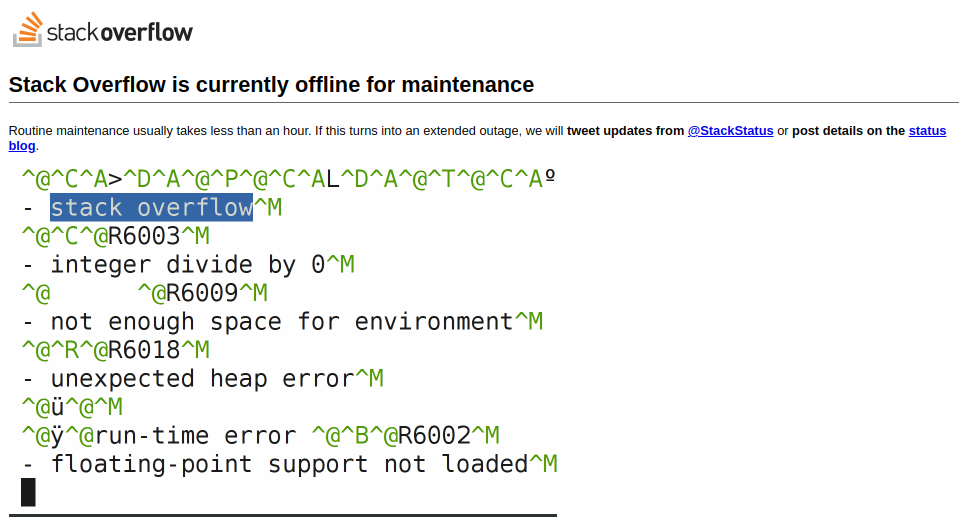 stackoverflow
Stack Overflow is currently offline for maintenance
Routine maintenance usually takes less than an hour. If this turns into an extended outage, we will tweet updates from @StackStatus or post details on the status
blog.
^@^C^A>^D^A^@^P^@^C^AL^D^A^@^T^@^C^Aº
- stack overflow^M
^@^C^@R6003^M
- integer divide by 0^M
^@      ^@R6009^M
- not enough space for environment^M
^@^R^@R6018^M
- unexpected heap error^M
^@ü^@^M
^@ÿ^@run-time error ^@^B^@R6002^M
- floating-point support not loaded^M